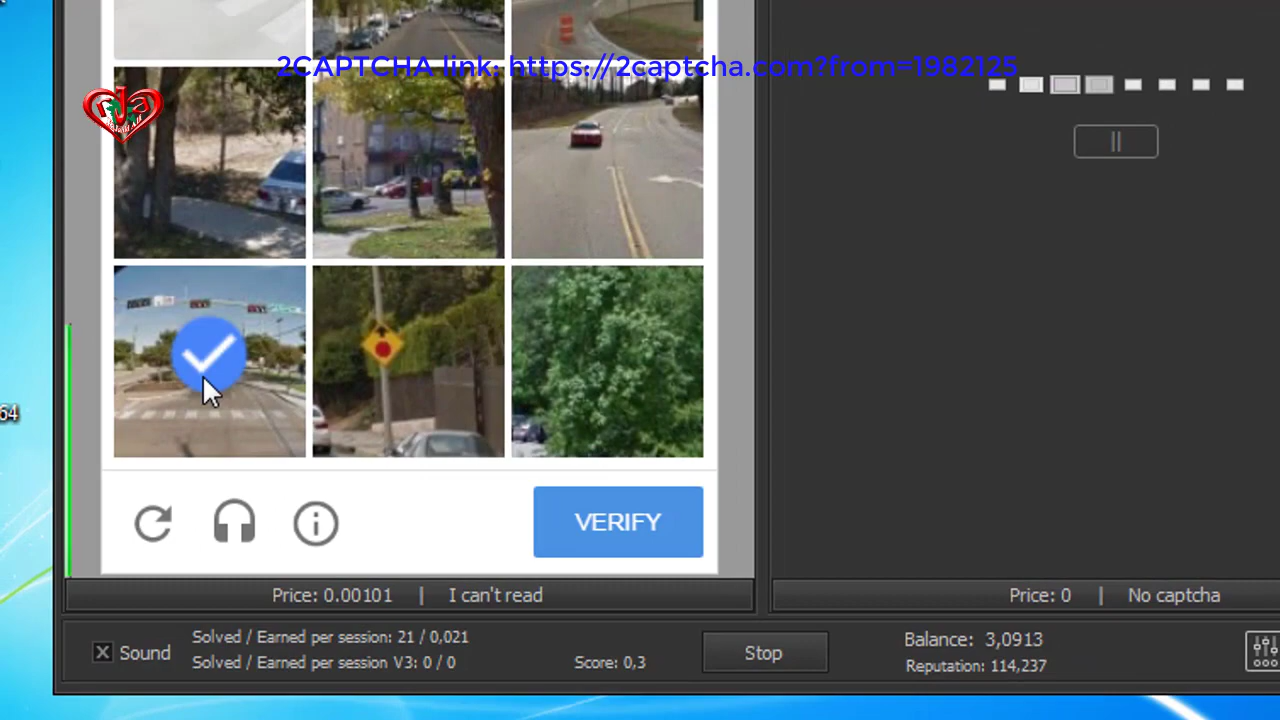 2CAPTCHA link: https://2captcha.com?from=1982125
64
VERIFY
Price: 0.00101 | I can't read
Price: 0 | No captcha
Sound
Solved / Earned per session: 21 / 0,021
Solved / Earned per session V3: 0 / 0
Score: 0,3
Stop
Balance: 3,0913
Reputation: 114,237